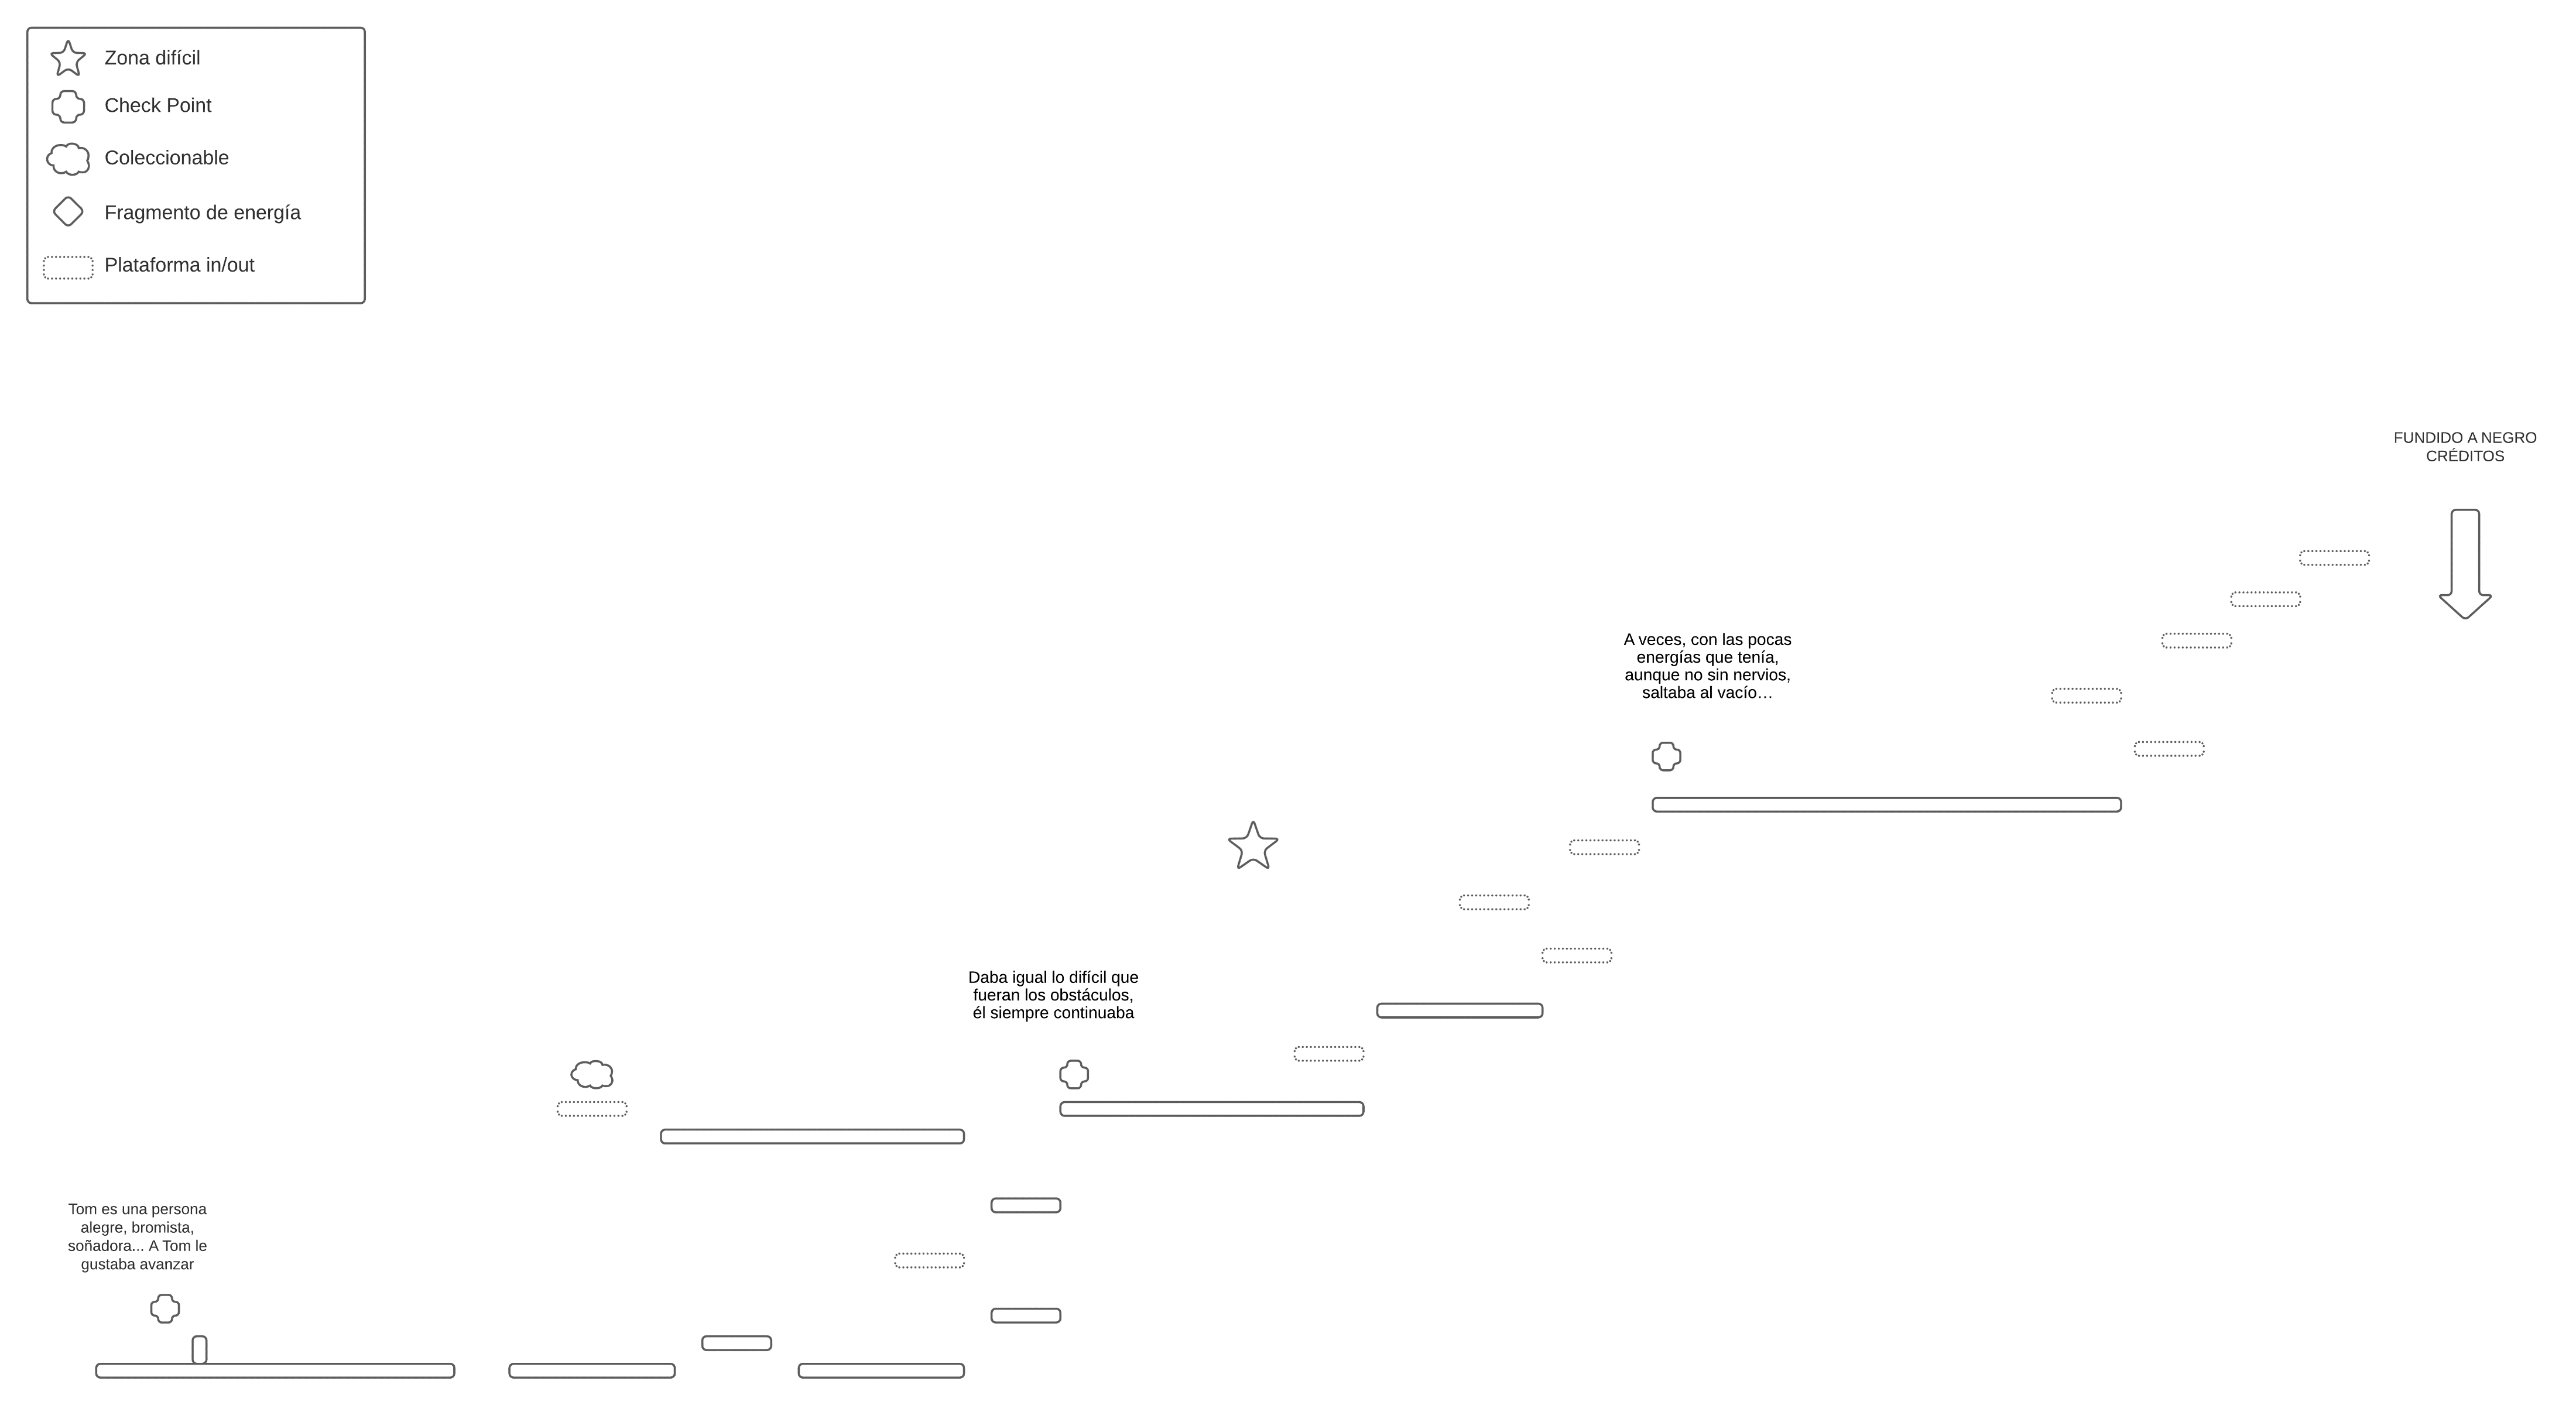 Zona difícil
Check Point
Coleccionable
Fragmento de energía
Plataforma in/out
FUNDIDO A NEGRO
CRÉDITOS
A veces, con las pocas
energías que tenía,
aunque no sin nervios,
saltaba al vacío…
Daba igual lo difícil que
fueran los obstáculos,
él siempre continuaba
Tom es una persona
alegre, bromista,
soñadora... A Tom le
gustaba avanzar